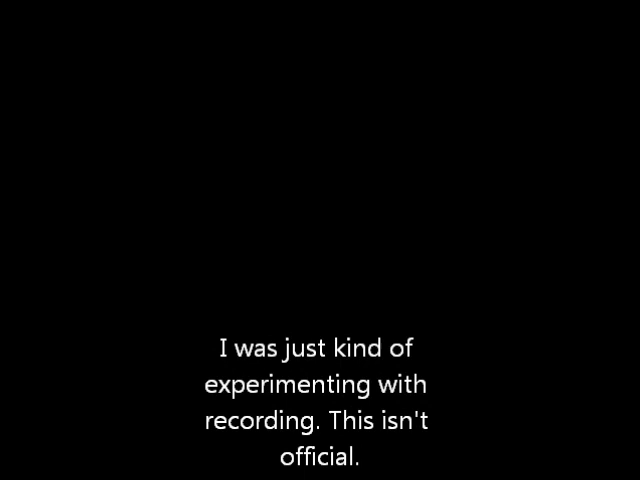 I was just kind of
experimenting with
recording. This isn't
official.